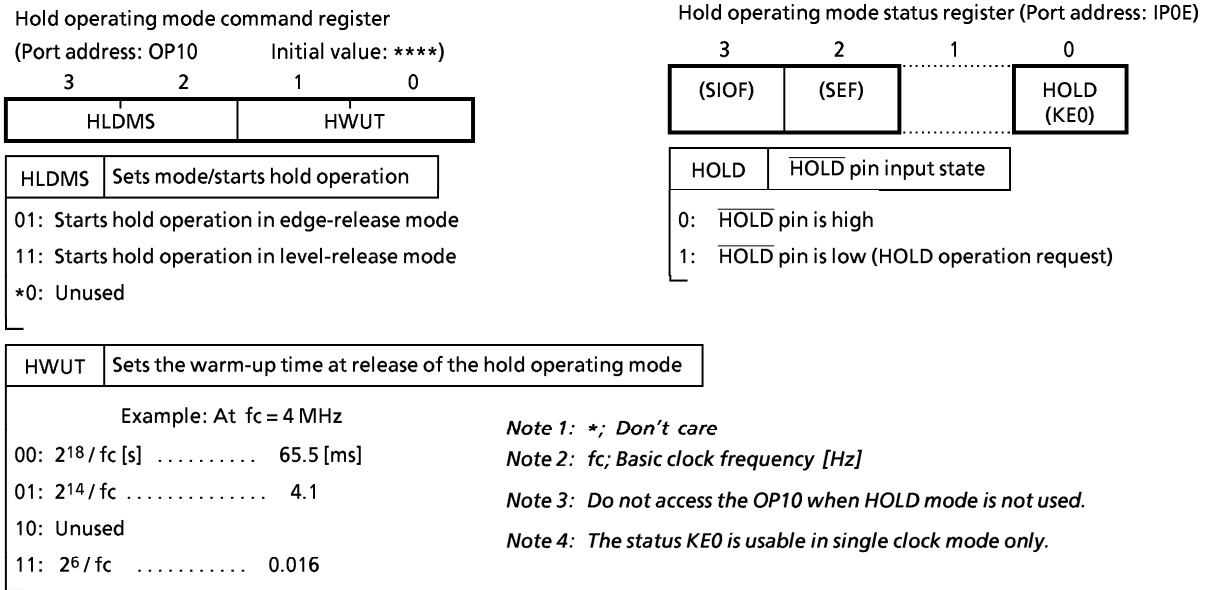 Hold operating mode command register
(Port address: OP10 Initial value: ****)
3 2 1 0
HLDMS HWUT
HLDMS Sets mode/starts hold operation
01: Starts hold operation in edge-release mode
11: Starts hold operation in level-release mode
*0: Unused
Hold operating mode status register (Port address: IP0E)
3 2 1 0
(SIOF) (SEF) HOLD
(KE0)
HOLD HOLD pin input state
0: HOLD pin is high
1: HOLD pin is low (HOLD operation request)
HWUT Sets the warm-up time at release of the hold operating mode
Example: At fc = 4 MHz
00: 2¹⁸ / fc [s] .......... 65.5 [ms]
01: 2¹⁴ / fc .............. 4.1
10: Unused
11: 2⁶ / fc ........... 0.016
Note 1: *; Don't care
Note 2: fc; Basic clock frequency [Hz]
Note 3: Do not access the OP10 when HOLD mode is not used.
Note 4: The status KE0 is usable in single clock mode only.